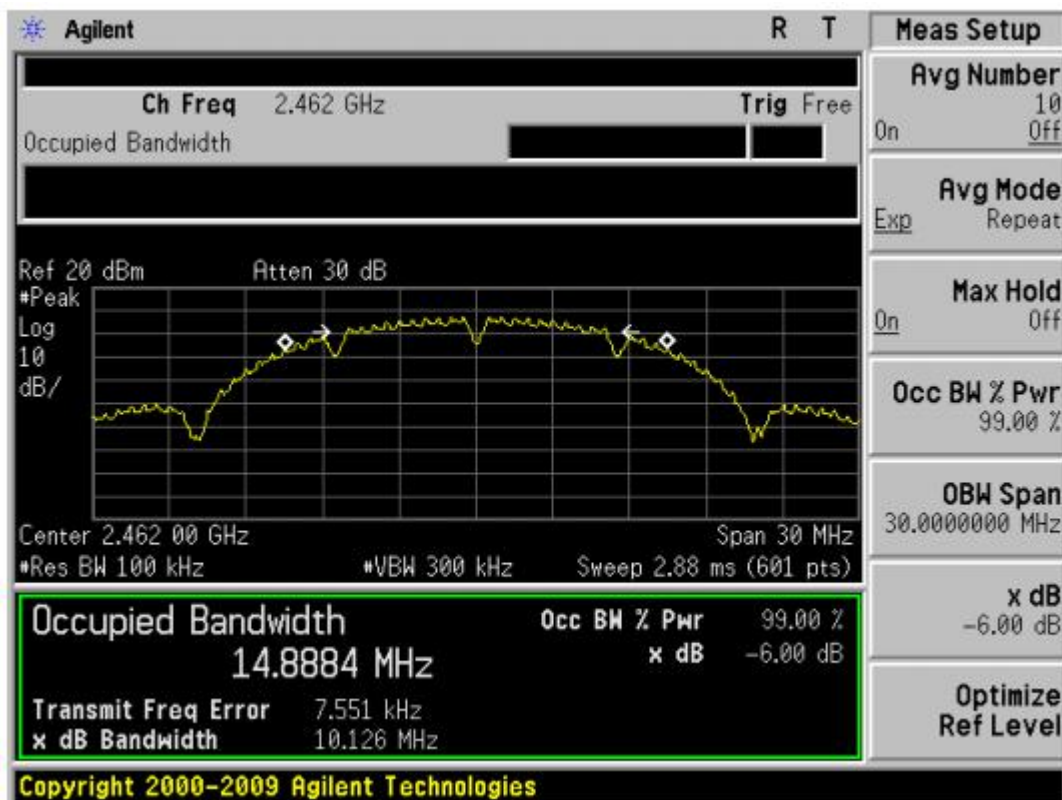 Agilent R T
Ch Freq 2.462 GHz Trig Free
Occupied Bandwidth
Ref 20 dBm Atten 30 dB
#Peak
Log
10
dB/
Center 2.462 00 GHz Span 30 MHz
#Res BW 100 kHz #VBW 300 kHz Sweep 2.88 ms (601 pts)
Occupied Bandwidth Occ BW % Pwr 99.00 %
14.8884 MHz x dB -6.00 dB
Transmit Freq Error 7.551 kHz
x dB Bandwidth 10.126 MHz
Copyright 2000-2009 Agilent Technologies
Meas Setup
Avg Number
10
On Off
Avg Mode
Exp Repeat
Max Hold
On Off
Occ BW % Pwr
99.00 %
OBW Span
30.0000000 MHz
x dB
-6.00 dB
Optimize
Ref Level